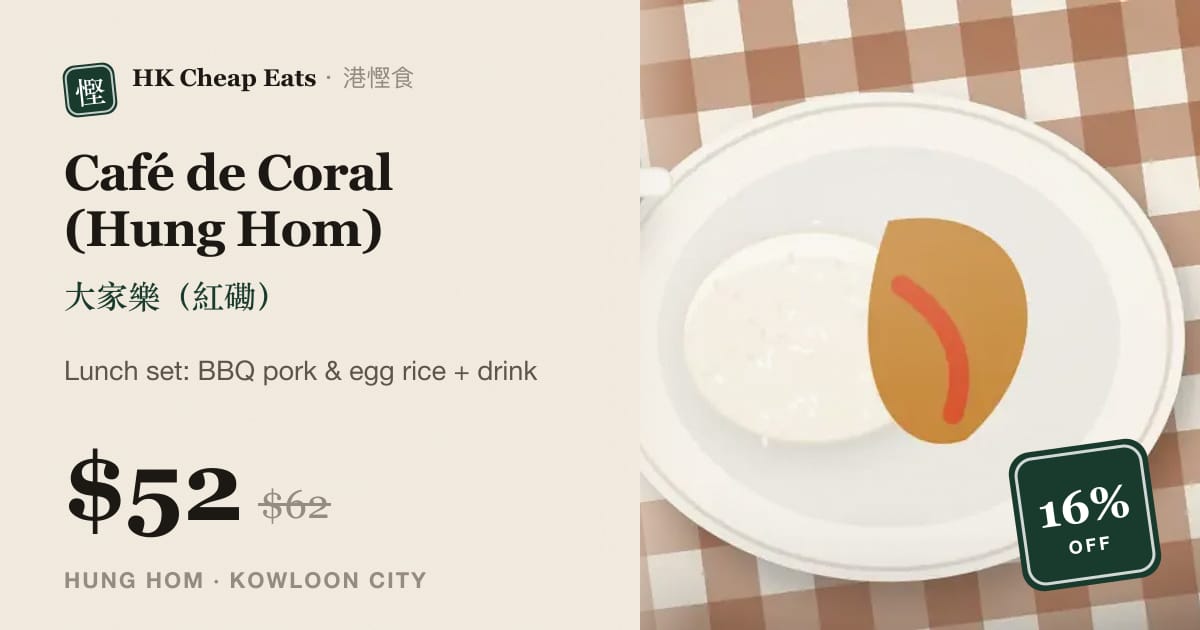 慳
HK Cheap Eats · 港慳食
Café de Coral
(Hung Hom)
大家樂（紅磡）
Lunch set: BBQ pork & egg rice + drink
$52 $62
HUNG HOM · KOWLOON CITY
16%
OFF